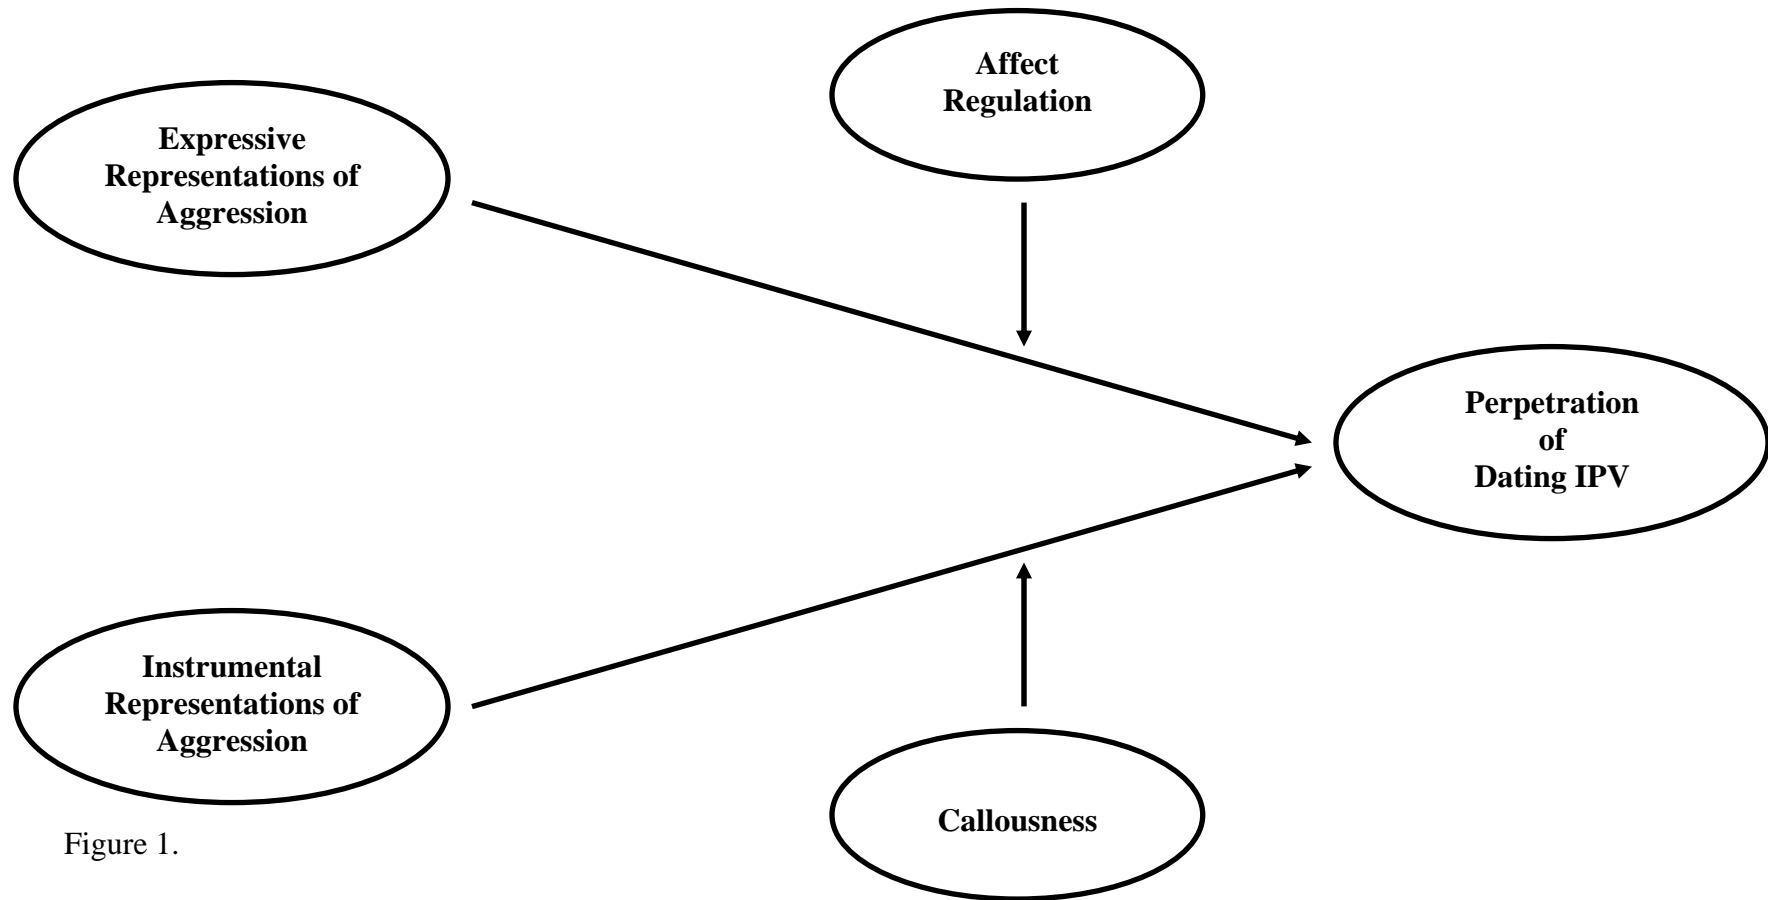 Affect
Regulation
Expressive
Representations of
Aggression
Perpetration
of
Dating IPV
Instrumental
Representations of
Aggression
Callousness
Figure 1.